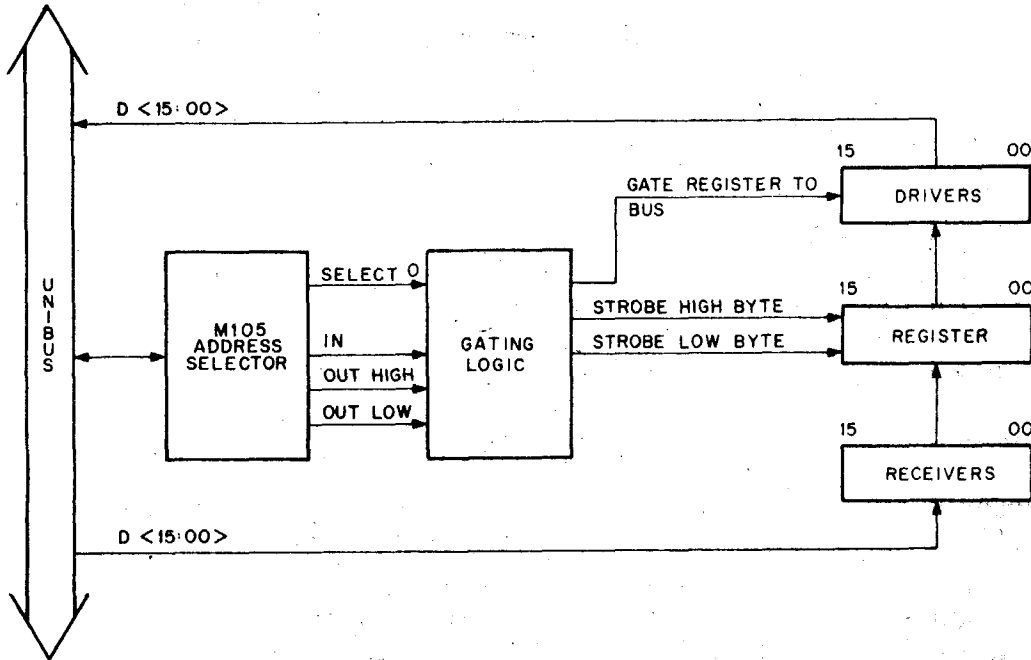 D <15:00>
15 00
DRIVERS
GATE REGISTER TO
BUS
UNIBUS
M105
ADDRESS
SELECTOR
SELECT 0
IN
OUT HIGH
OUT LOW
GATING
LOGIC
STROBE HIGH BYTE
STROBE LOW BYTE
15 00
REGISTER
15 00
RECEIVERS
D <15:00>